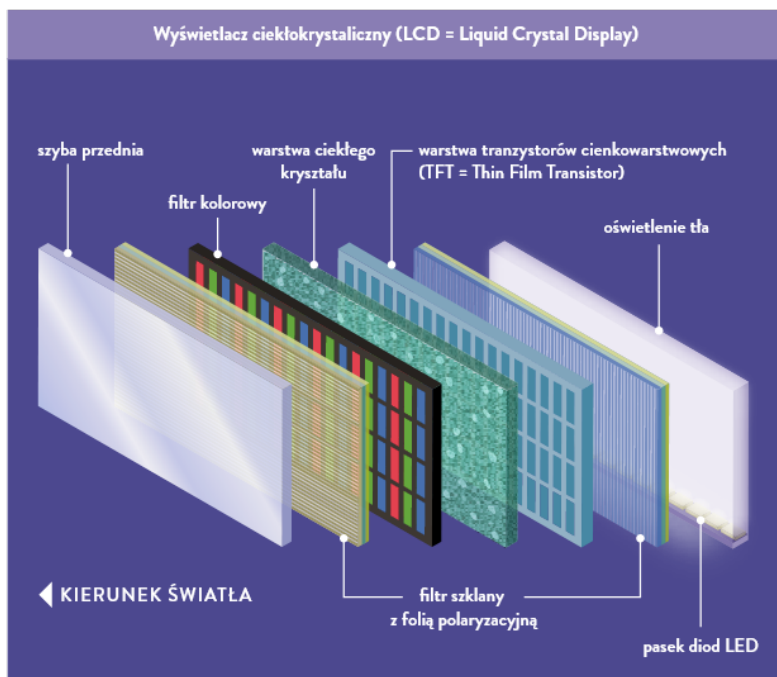 Wyświetlacz ciekłokrystaliczny (LCD = Liquid Crystal Display)
szyba przednia
filtr kolorowy
warstwa ciekłego
kryształu
warstwa tranzystorów cienkowarstwowych
(TFT = Thin Film Transistor)
oświetlenie tła
KIERUNEK ŚWIATŁA
filtr szklany
z folią polaryzacyjną
pasek diod LED